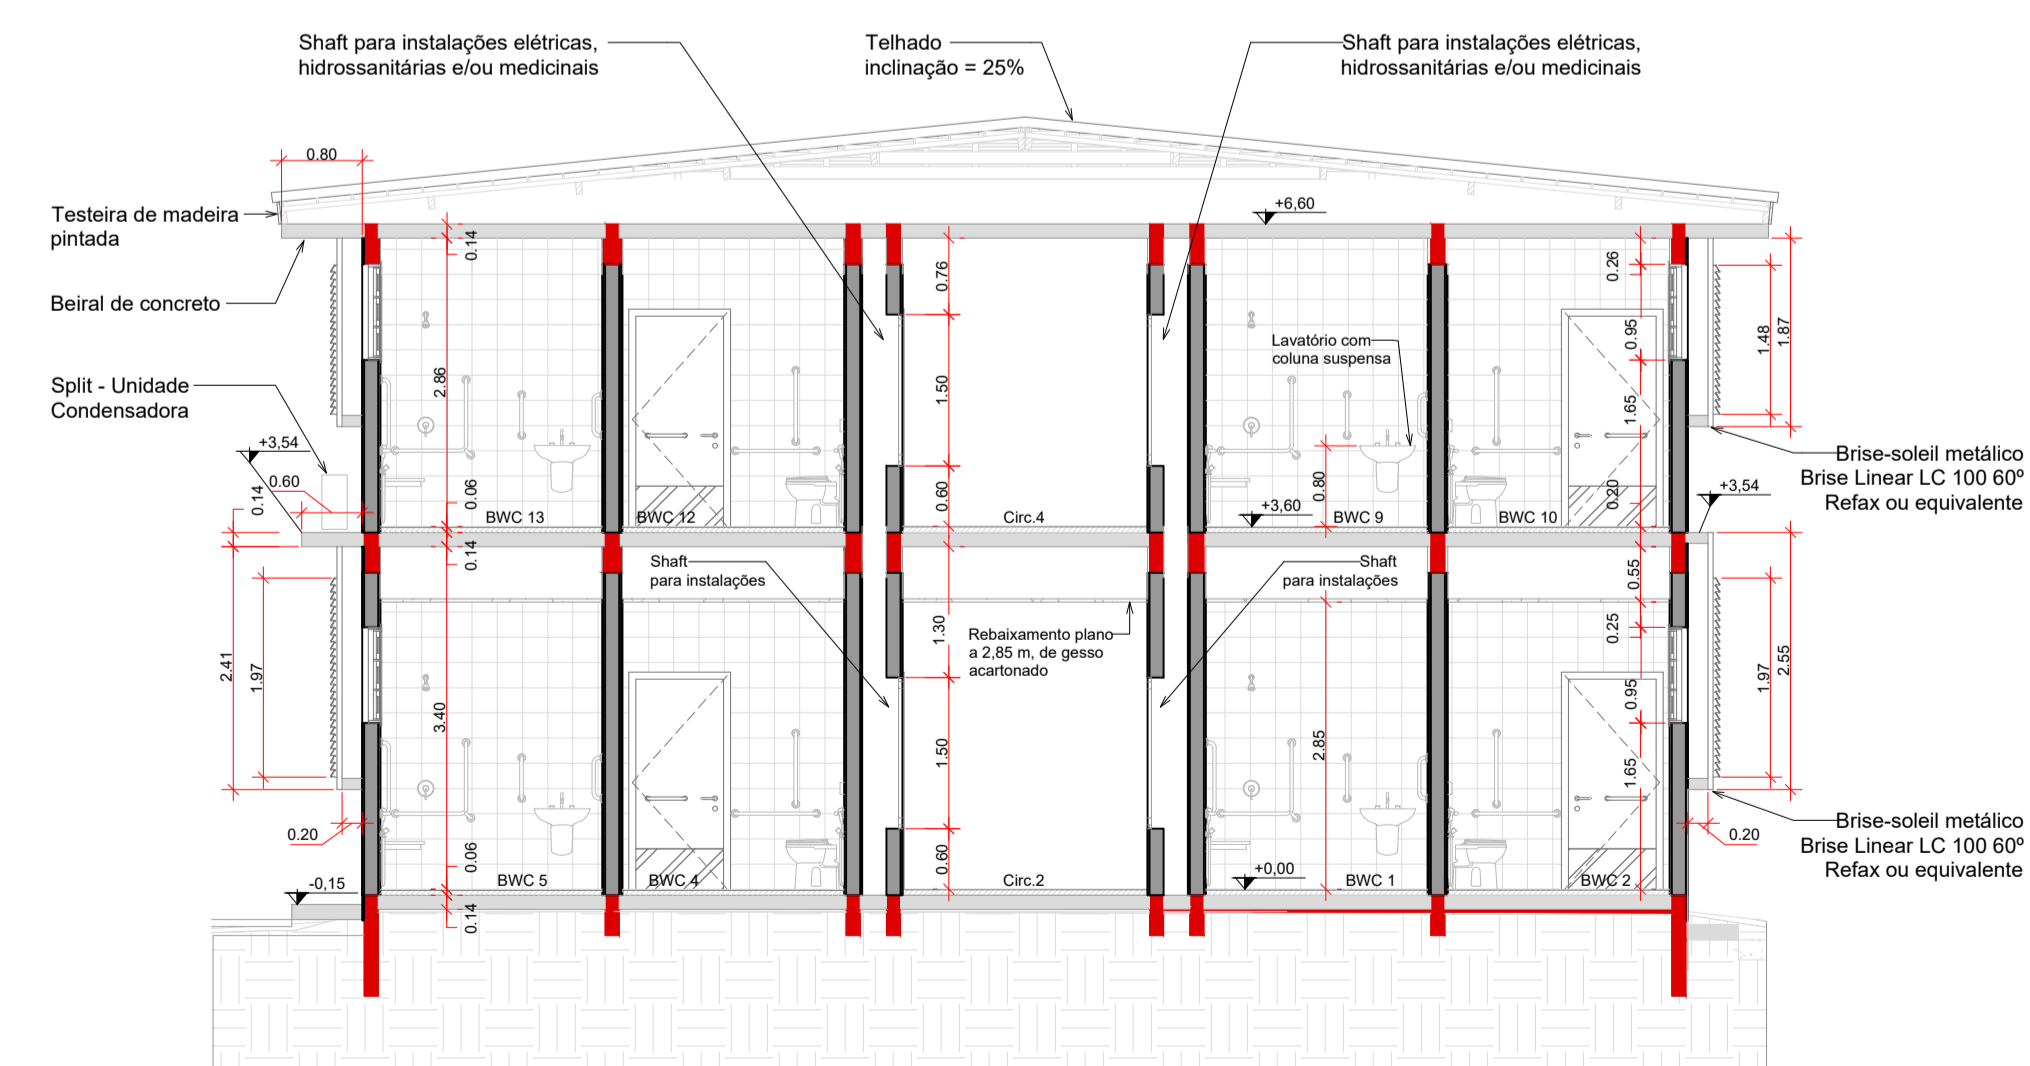 Shaft para instalações elétricas,
hidrossanitárias e/ou medicinais
Telhado
inclinação = 25%
Shaft para instalações elétricas,
hidrossanitárias e/ou medicinais
0.80
Testeira de madeira
pintada
+6,60
0.14
0.76
0.26
Beiral de concreto
1.48
1.87
0.95
Lavatório com
coluna suspensa
Split - Unidade
Condensadora
2.86
1.50
1.65
+3,54
0.60
0.14
0.06
0.60
0.80
0.20
Brise-soleil metálico
Brise Linear LC 100 60º
Refax ou equivalente
+3,54
BWC 13
BWC 12
Circ.4
+3,60
BWC 9
BWC 10
0.14
Shaft
para instalações
Shaft
para instalações
0.55
2.41
1.97
1.30
Rebaixamento plano
a 2,85 m, de gesso
acartonado
0.25
1.97
2.55
3.40
1.50
2.85
0.95
1.65
0.20
0.20
Brise-soleil metálico
Brise Linear LC 100 60º
Refax ou equivalente
0.06
0.60
-0,15
BWC 5
BWC 4
Circ.2
+0,00
BWC 1
BWC 2
0.14